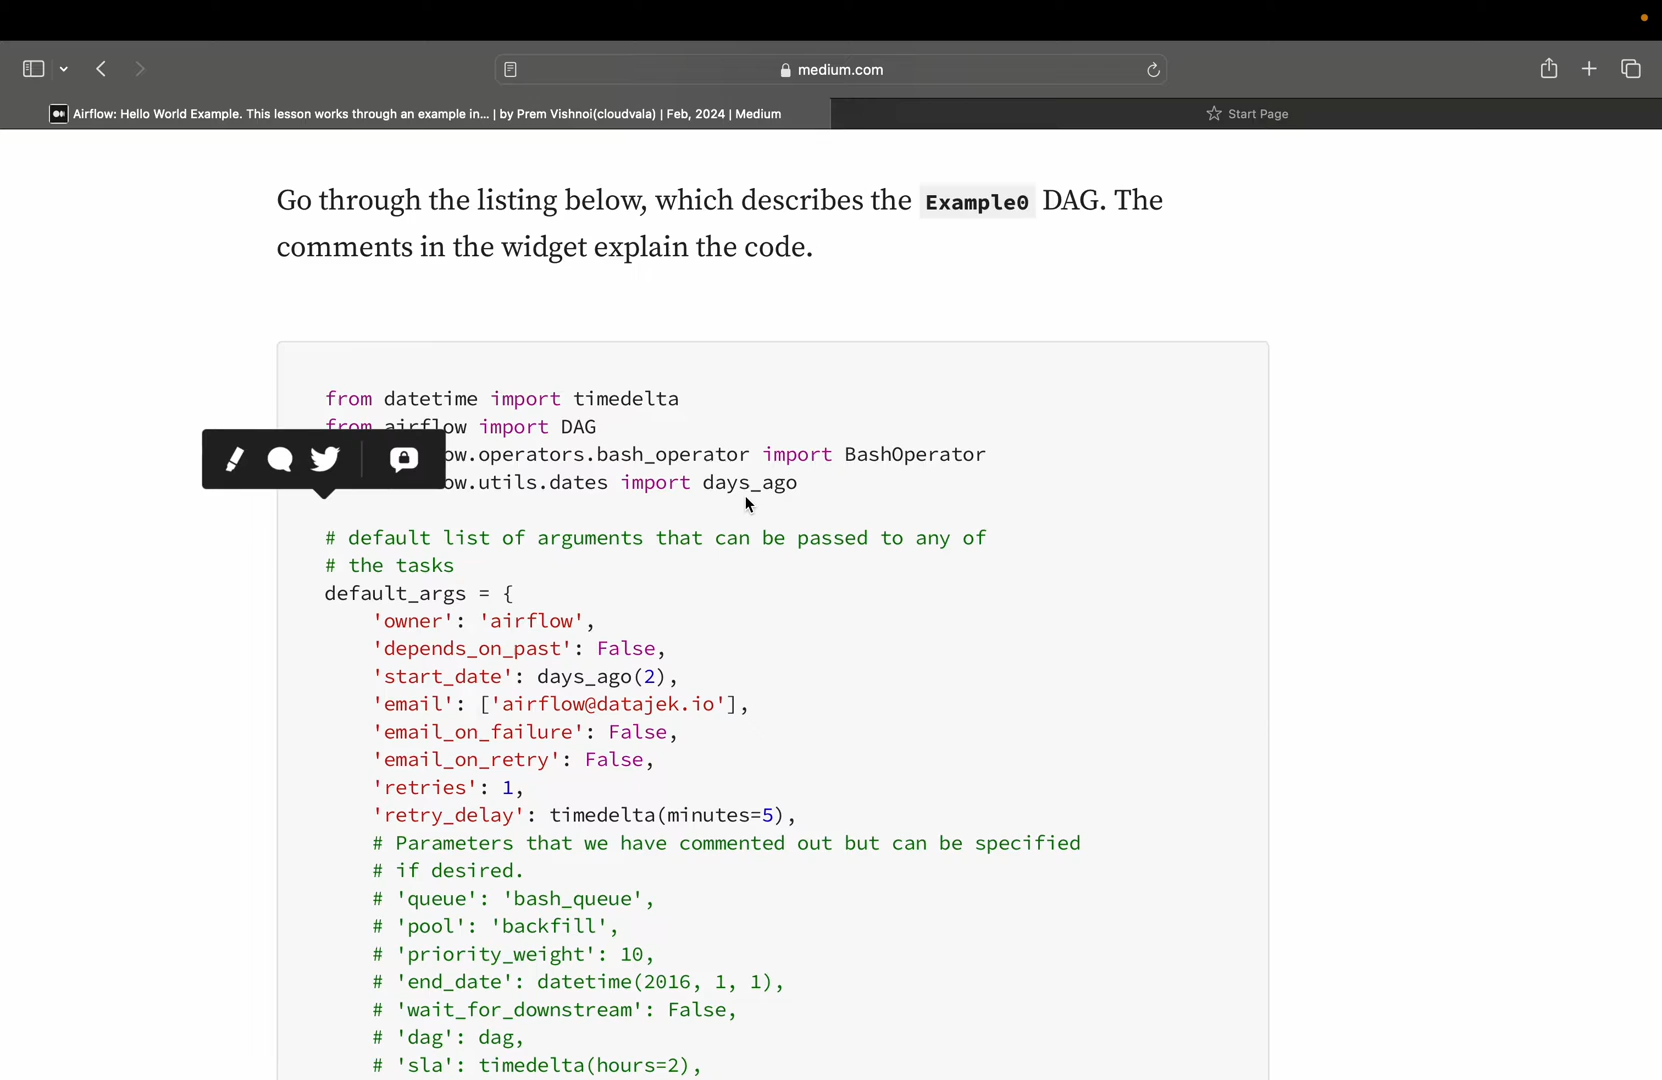 medium.com
Airflow: Hello World Example. This lesson works through an example in... | by Prem Vishnoi(cloudvala) | Feb, 2024 | Medium
Start Page
Go through the listing below, which describes the Example0 DAG. The
comments in the widget explain the code.
from datetime import timedelta
from airflow import DAG
ow.operators.bash_operator import BashOperator
ow.utils.dates import days_ago
# default list of arguments that can be passed to any of
# the tasks
default_args = {
'owner': 'airflow',
'depends_on_past': False,
'start_date': days_ago(2),
'email': ['airflow@datajek.io'],
'email_on_failure': False,
'email_on_retry': False,
'retries': 1,
'retry_delay': timedelta(minutes=5),
# Parameters that we have commented out but can be specified
# if desired.
# 'queue': 'bash_queue',
# 'pool': 'backfill',
# 'priority_weight': 10,
# 'end_date': datetime(2016, 1, 1),
# 'wait_for_downstream': False,
# 'dag': dag,
# 'sla': timedelta(hours=2),